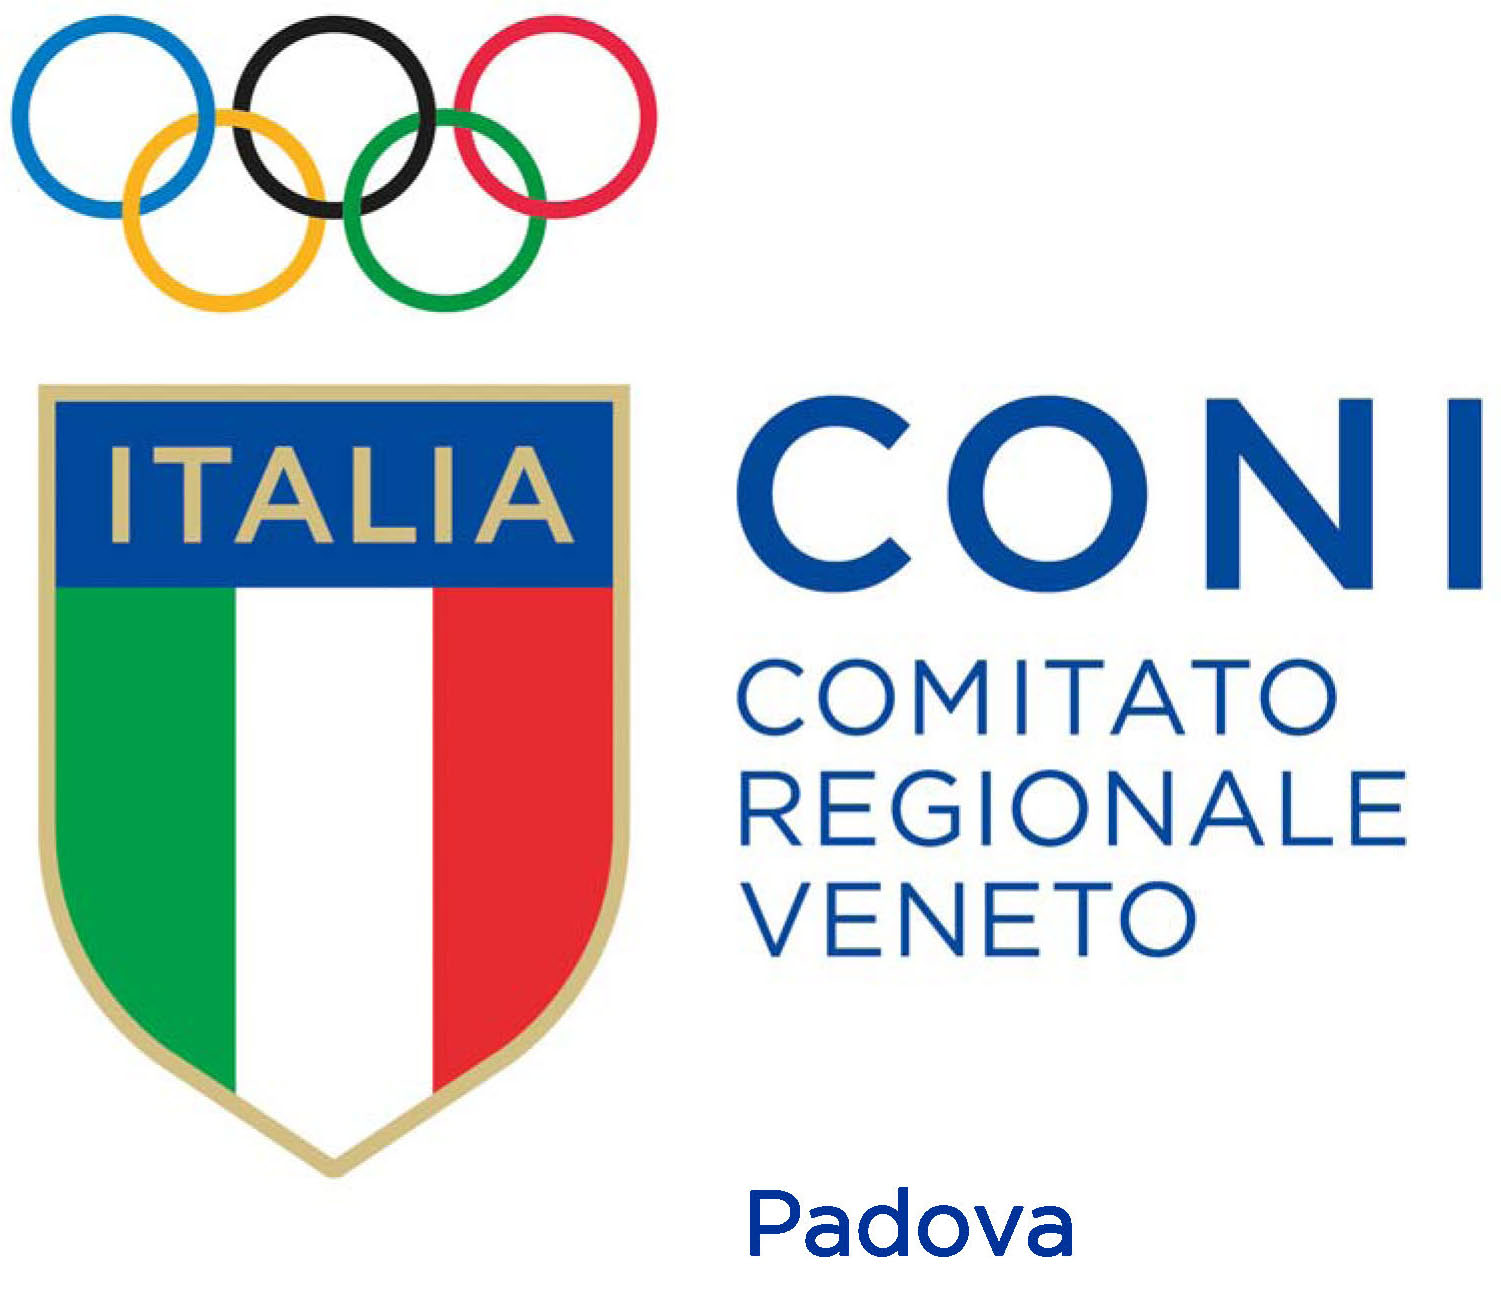 ITALIA
CONI
COMITATO
REGIONALE
VENETO
Padova